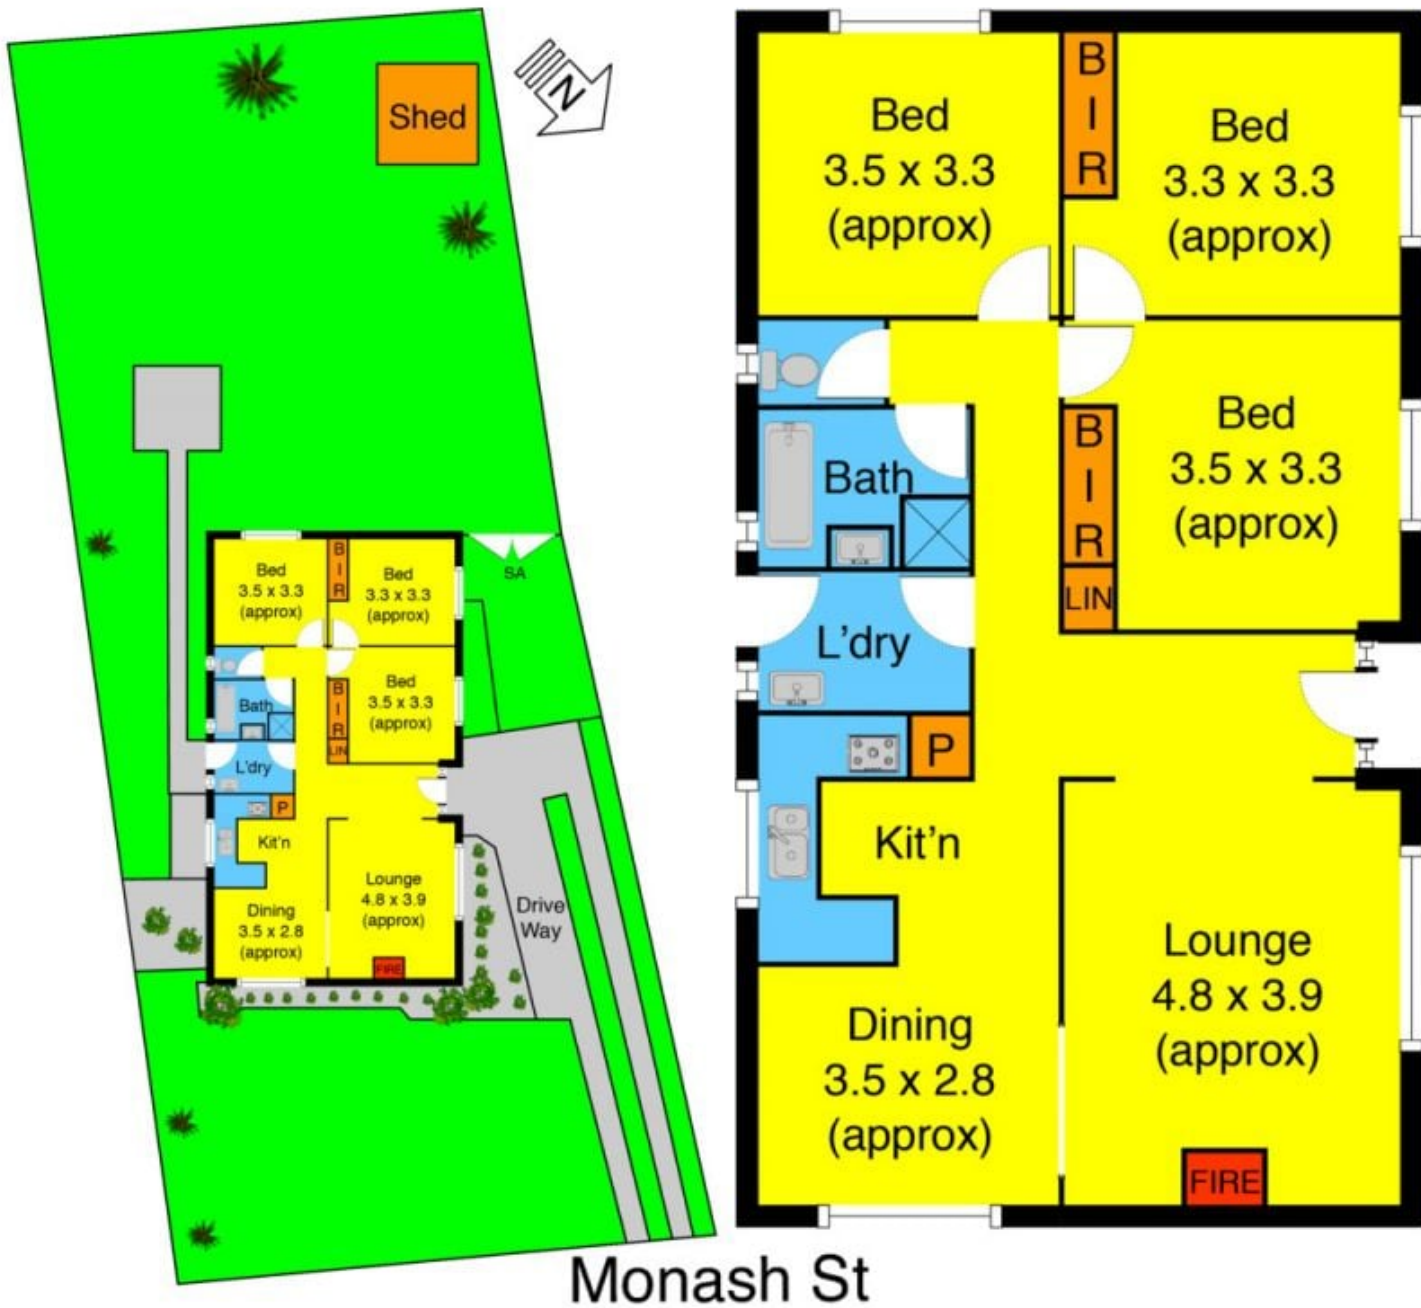 Shed
N
SA
Bed
3.5 x 3.3
(approx)
B
I
R
Bed
3.3 x 3.3
(approx)
Bed
3.5 x 3.3
(approx)
B
I
R
LIN
Bath
L'dry
P
Kit'n
Lounge
4.8 x 3.9
(approx)
Dining
3.5 x 2.8
(approx)
FIRE
Drive
Way
Bed
3.5 x 3.3
(approx)
B
I
R
Bed
3.3 x 3.3
(approx)
Bed
3.5 x 3.3
(approx)
B
I
R
LIN
Bath
L'dry
P
Kit'n
Lounge
4.8 x 3.9
(approx)
Dining
3.5 x 2.8
(approx)
FIRE
Monash St